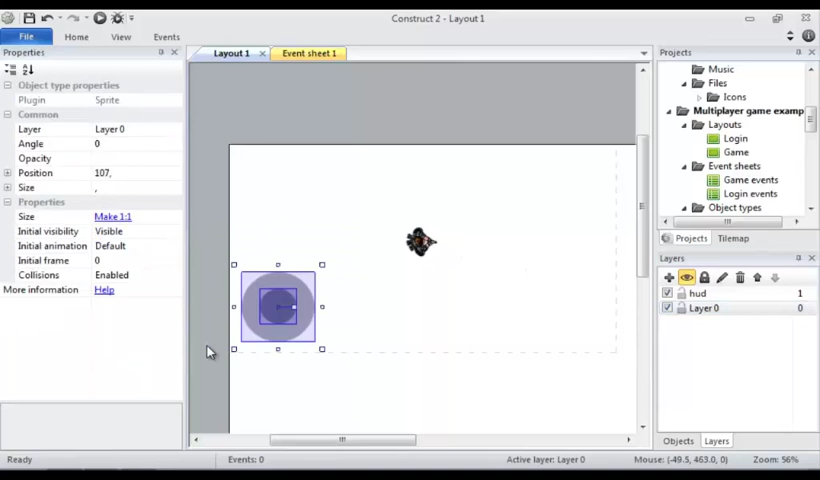 Construct 2 - Layout 1
File
Home
View
Events
Properties
Layout 1
Event sheet 1
Projects
Object type properties
Plugin
Sprite
Common
Layer
Layer 0
Angle
0
Opacity
Position
107,
Size
,
Properties
Size
Make 1:1
Initial visibility
Visible
Initial animation
Default
Initial frame
0
Collisions
Enabled
More information
Help
Music
Files
Icons
Multiplayer game examp
Layouts
Login
Game
Event sheets
Game events
Login events
Object types
Projects
Tilemap
Layers
hud
1
Layer 0
0
Objects
Layers
Ready
Events: 0
Active layer: Layer 0
Mouse: (-49.5, 463.0, 0)
Zoom: 56%